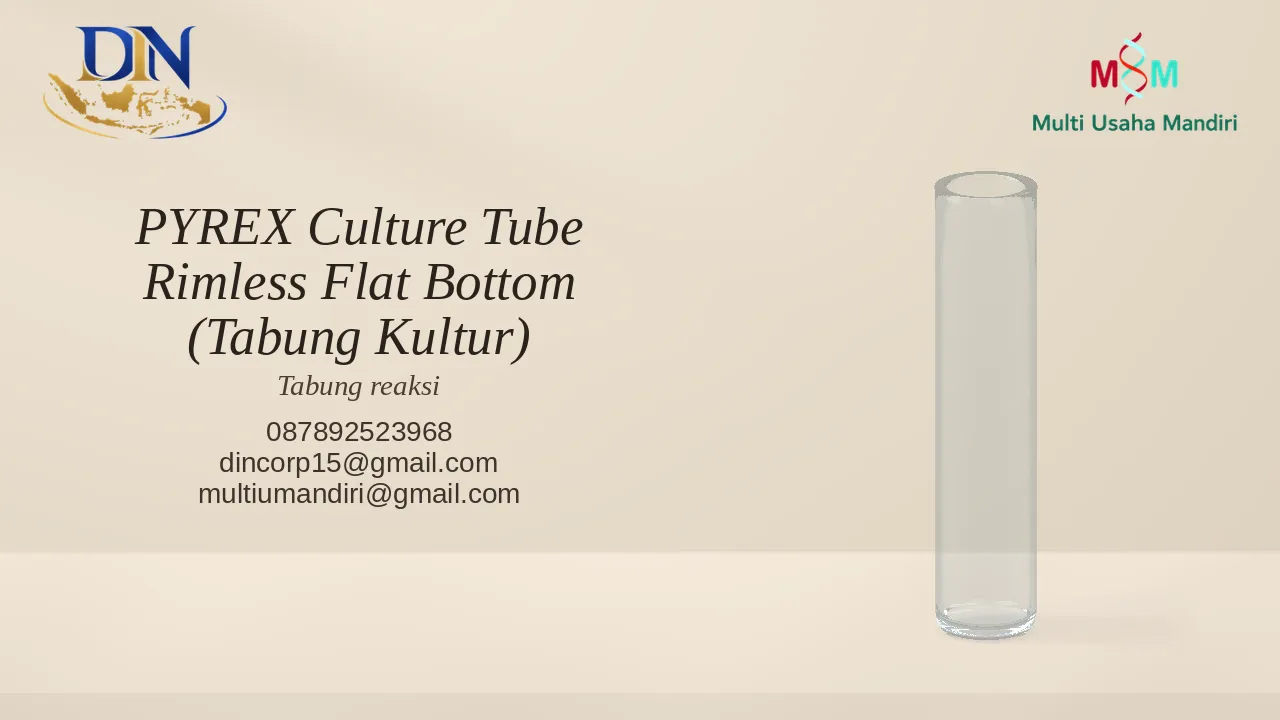 DIN
MSM
Multi Usaha Mandiri
PYREX Culture Tube
Rimless Flat Bottom
(Tabung Kultur)
Tabung reaksi
087892523968
dincorp15@gmail.com
multiumandiri@gmail.com